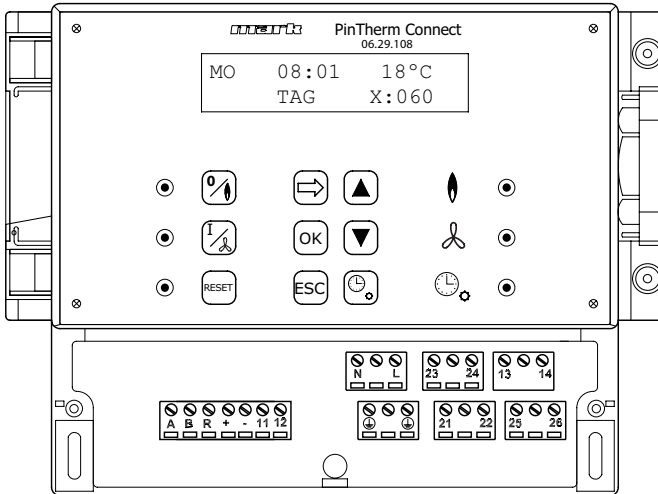 mark PinTherm Connect
06.29.108
MO 08:01 18°C
TAG X:060
0/
I/
OK
RESET ESC
N L 23 24 13 14
A B R + - 11 12 21 22 25 26